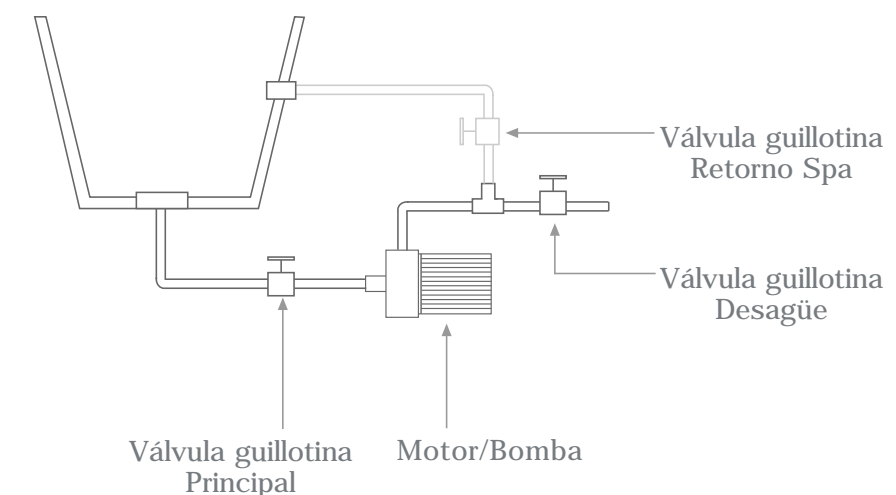 Válvula guillotina
Retorno Spa
Válvula guillotina
Desagüe
Válvula guillotina
Principal
Motor/Bomba